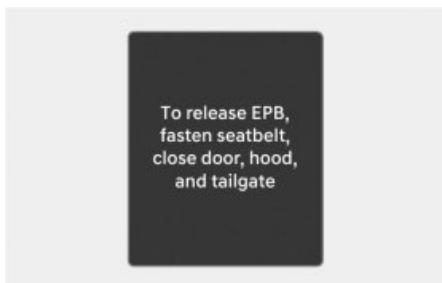 To release EPB,
fasten seatbelt,
close door, hood,
and tailgate